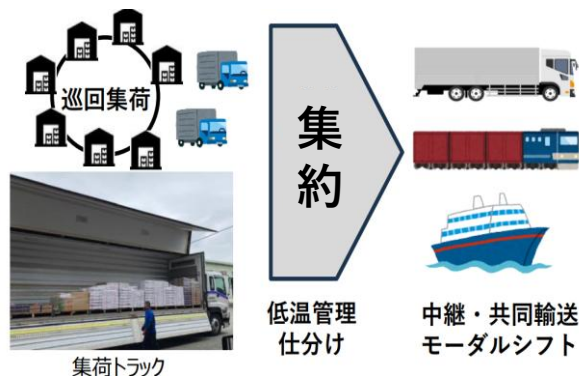 巡回集荷
集約
集荷トラック
低温管理
仕分け
中継・共同輸送
モーダルシフト